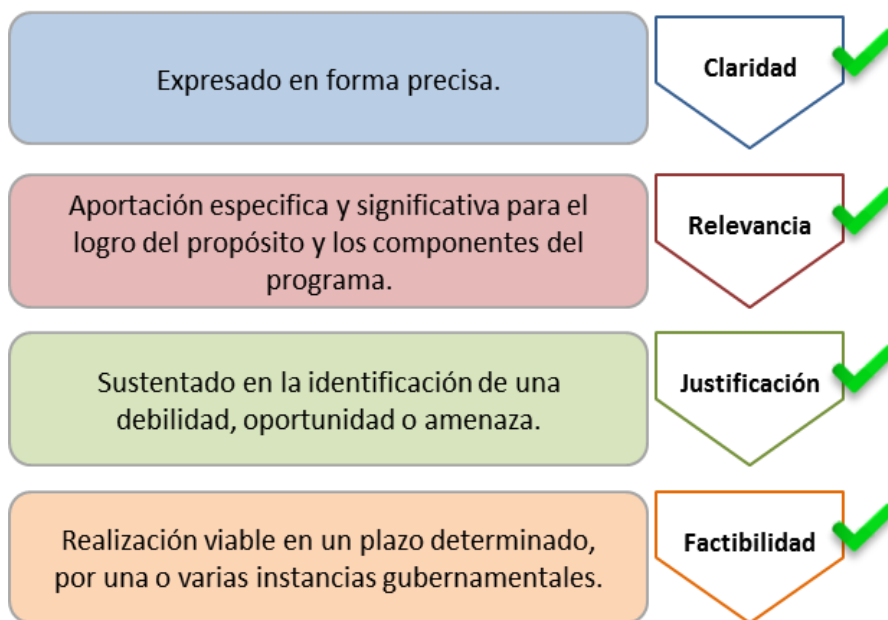 Expresado en forma precisa.
Claridad
Aportación especifica y significativa para el
logro del propósito y los componentes del
programa.
Relevancia
Sustentado en la identificación de una
debilidad, oportunidad o amenaza.
Justificación
Realización viable en un plazo determinado,
por una o varias instancias gubernamentales.
Factibilidad